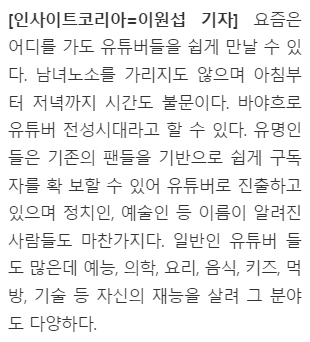 [인사이트코리아=이원섭 기자] 요즘은
어디를 가도 유튜버들을 쉽게 만날 수 있
다. 남녀노소를 가리지도 않으며 아침부
터 저녁까지 시간도 불문이다. 바야흐로
유튜버 전성시대라고 할 수 있다. 유명인
들은 기존의 팬들을 기반으로 쉽게 구독
자를 확 보할 수 있어 유튜버로 진출하고
있으며 정치인, 예술인 등 이름이 알려진
사람들도 마찬가지다. 일반인 유튜버 들
도 많은데 예능, 의학, 요리, 음식, 키즈, 먹
방, 기술 등 자신의 재능을 살려 그 분야
도 다양하다.